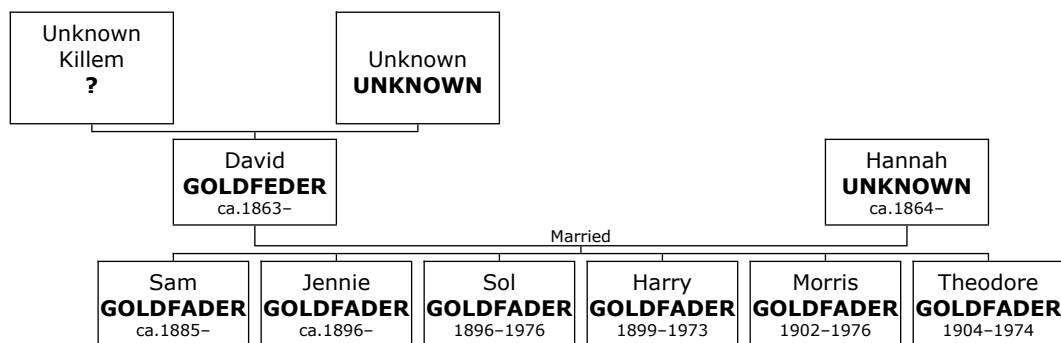 Unknown
Killem
?
Unknown
UNKNOWN
David
GOLDFEDER
ca.1863–
Hannah
UNKNOWN
ca.1864–
Married
Sam
GOLDFADER
ca.1885–
Jennie
GOLDFADER
ca.1896–
Sol
GOLDFADER
1896–1976
Harry
GOLDFADER
1899–1973
Morris
GOLDFADER
1902–1976
Theodore
GOLDFADER
1904–1974